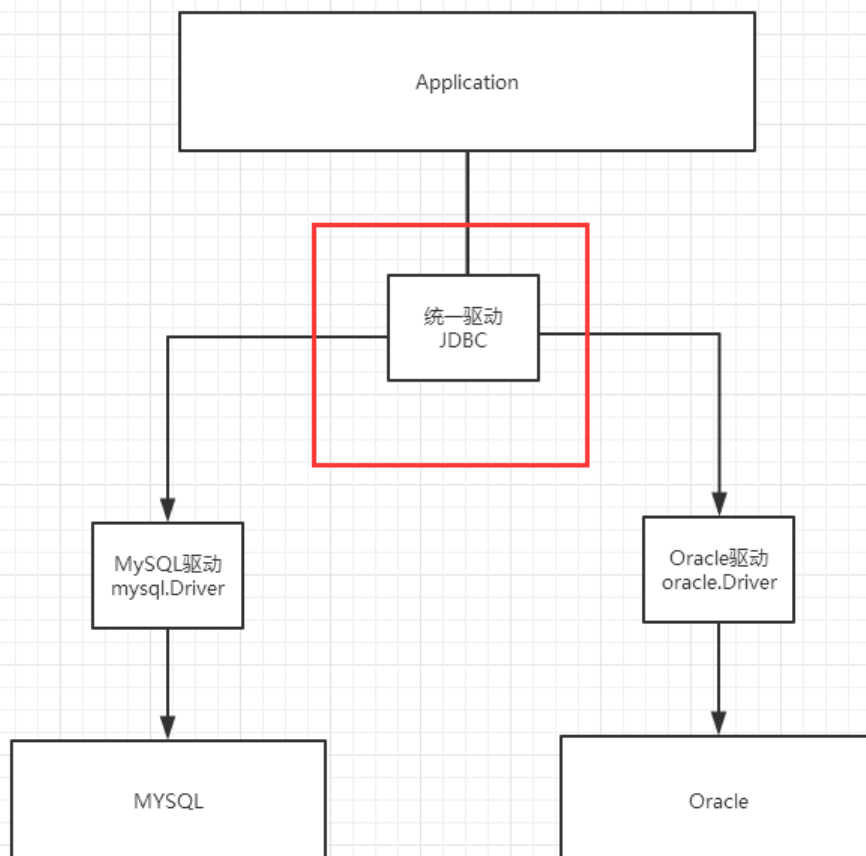 Application
统一驱动
JDBC
MySQL驱动
mysql.Driver
Oracle驱动
oracle.Driver
MYSQL
Oracle